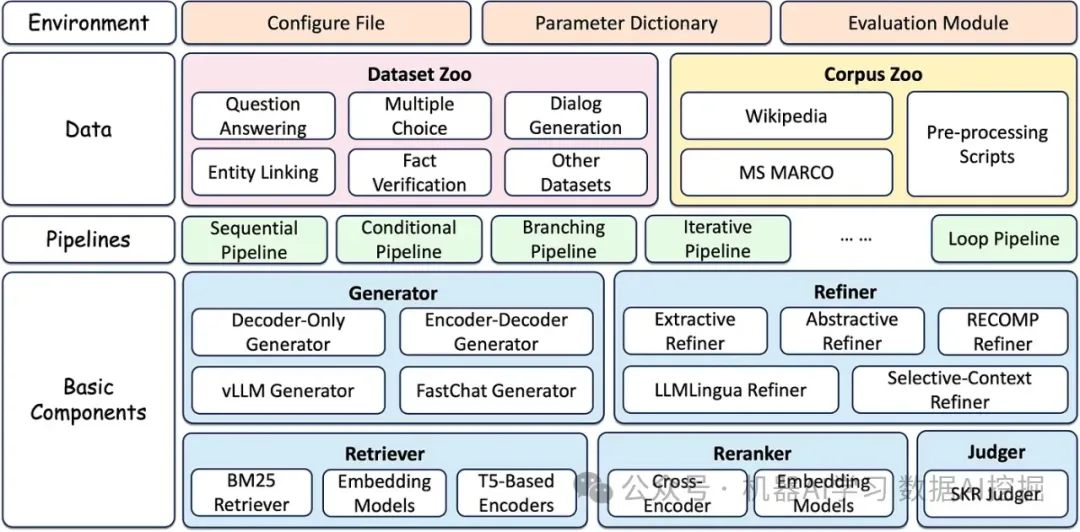 Environment
Configure File
Parameter Dictionary
Evaluation Module
Data
Dataset Zoo
Question
Answering
Multiple
Choice
Dialog
Generation
Entity Linking
Fact
Verification
Other
Datasets
Corpus Zoo
Wikipedia
MS MARCO
Pre-processing
Scripts
Pipelines
Sequential
Pipeline
Conditional
Pipeline
Branching
Pipeline
Iterative
Pipeline
... ...
Loop Pipeline
Basic
Components
Generator
Decoder-Only
Generator
Encoder-Decoder
Generator
vLLM Generator
FastChat Generator
Refiner
Extractive
Refiner
Abstractive
Refiner
RECOMP
Refiner
LLMLingua Refiner
Selective-Context
Refiner
Retriever
BM25
Retriever
Embedding
Models
T5-Based
Encoders
Reranker
Cross-
Encoder
Embedding
Models
Judger
SKR Judger
公众号 · 机器AI学习 数据AI挖掘